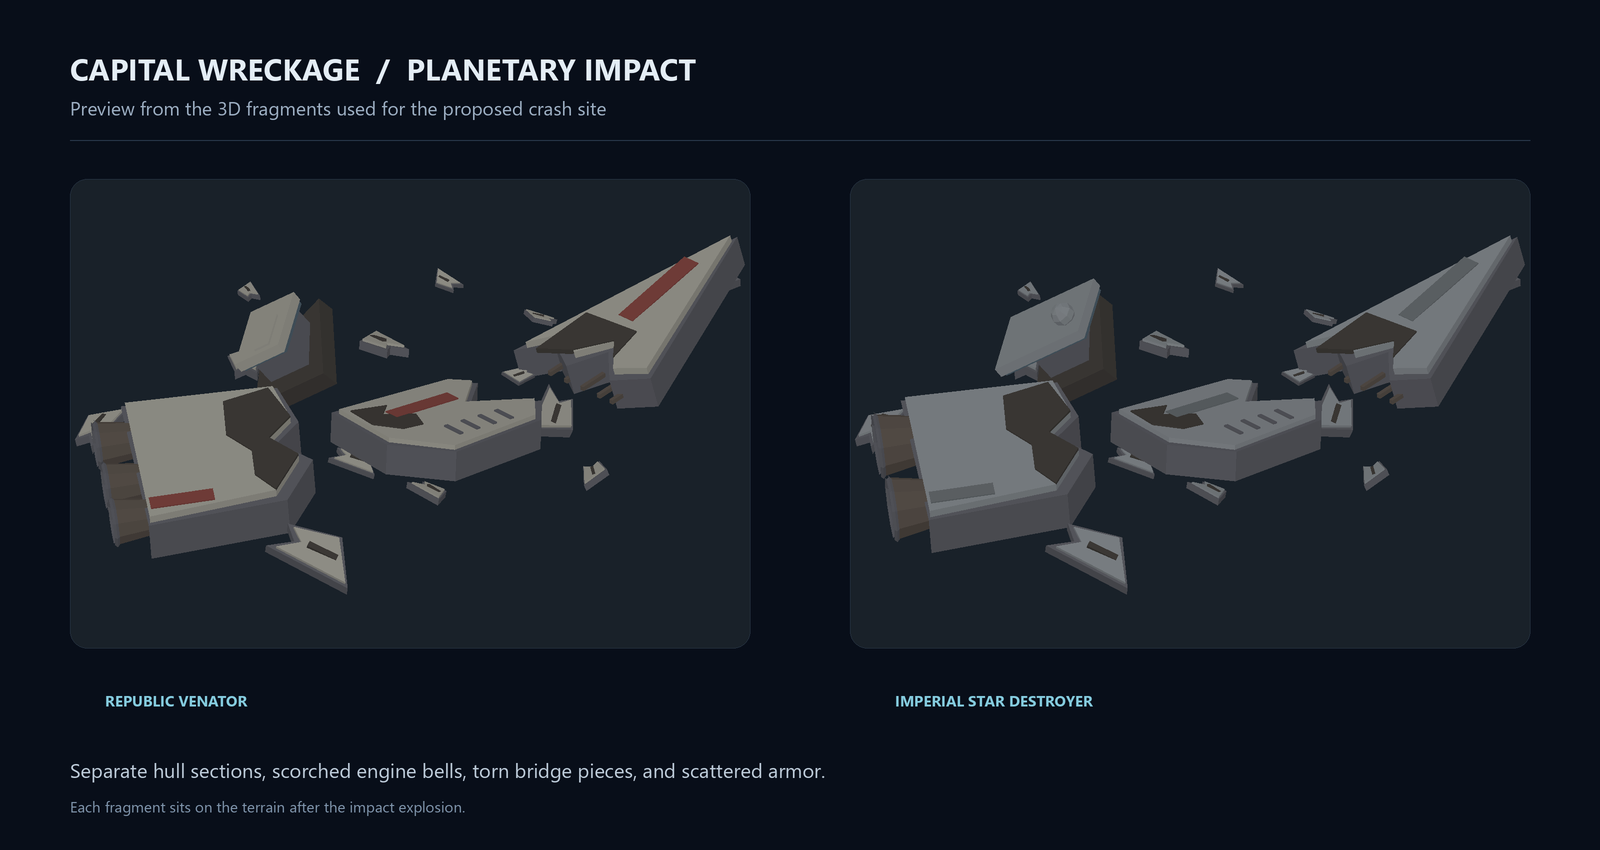 CAPITAL WRECKAGE / PLANETARY IMPACT
Preview from the 3D fragments used for the proposed crash site
REPUBLIC VENATOR
IMPERIAL STAR DESTROYER
Separate hull sections, scorched engine bells, torn bridge pieces, and scattered armor.
Each fragment sits on the terrain after the impact explosion.